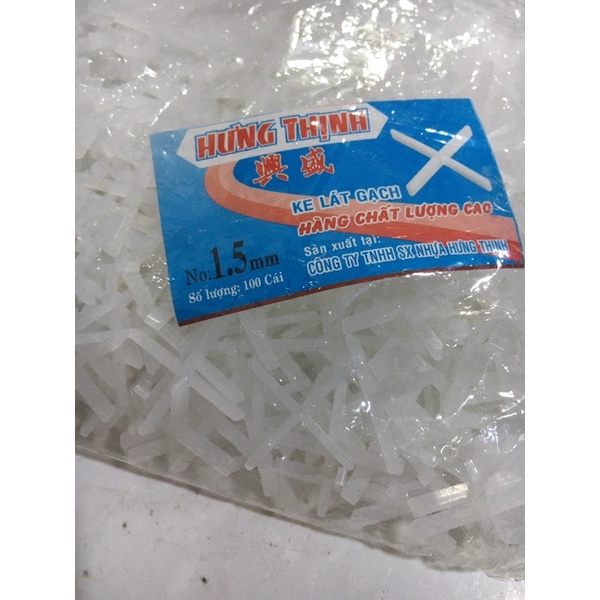 HƯNG THỊNH
興盛
KE LÁT GẠCH
HÀNG CHẤT LƯỢNG CAO
Sản xuất tại:
CÔNG TY TNHH SX NHỰA HƯNG THỊNH
No: 1.5mm
Số lượng: 100 Cái